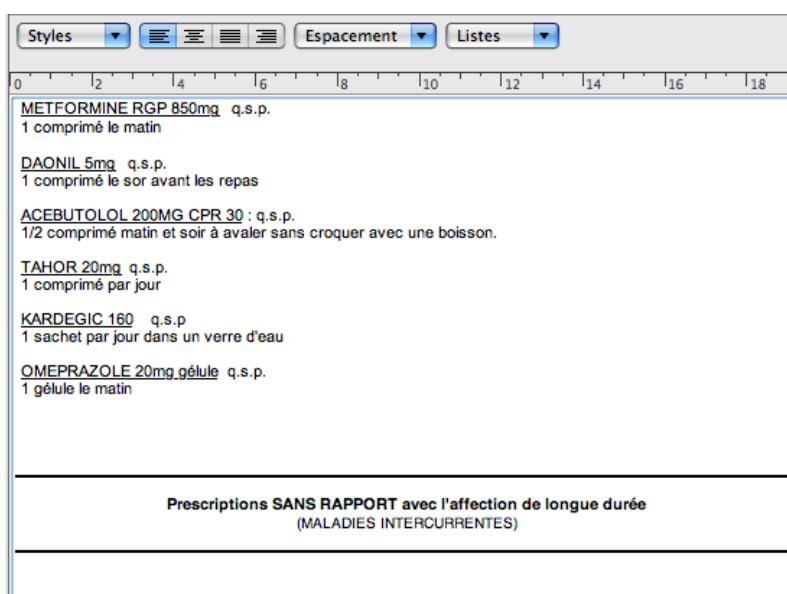 Styles Espacement Listes
0 2 4 6 8 10 12 14 16 18
METFORMINE RGP 850mg q.s.p.
1 comprimé le matin
DAONIL 5mg q.s.p.
1 comprimé le sor avant les repas
ACEBUTOLOL 200MG CPR 30 : q.s.p.
1/2 comprimé matin et soir à avaler sans croquer avec une boisson.
TAHOR 20mg q.s.p.
1 comprimé par jour
KARDEGIC 160 q.s.p
1 sachet par jour dans un verre d'eau
OMEPRAZOLE 20mg gélule q.s.p.
1 gélule le matin
Prescriptions SANS RAPPORT avec l'affection de longue durée
(MALADIES INTERCURRENTES)